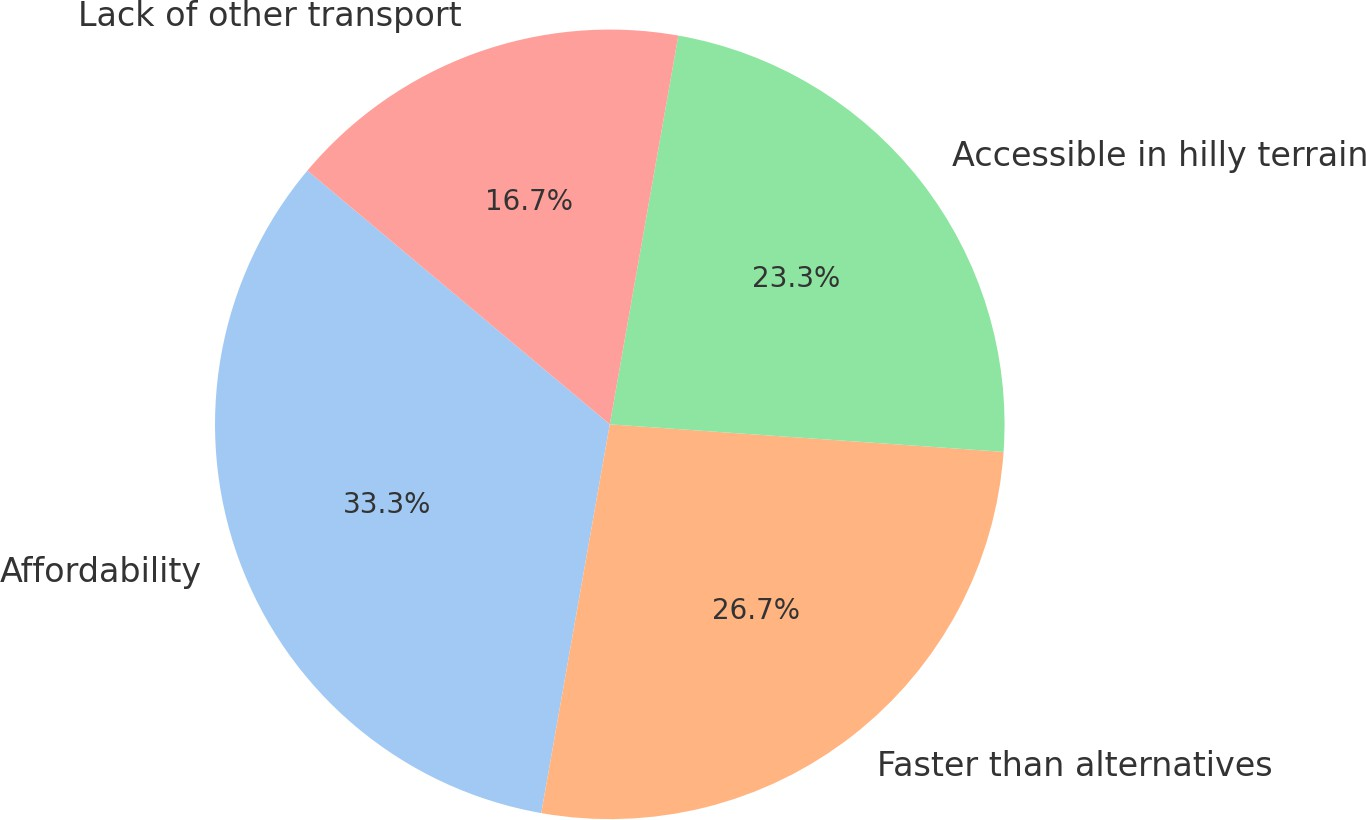 Lack of other transport
Accessible in hilly terrain
16.7%
23.3%
33.3%
Affordability
26.7%
Faster than alternatives